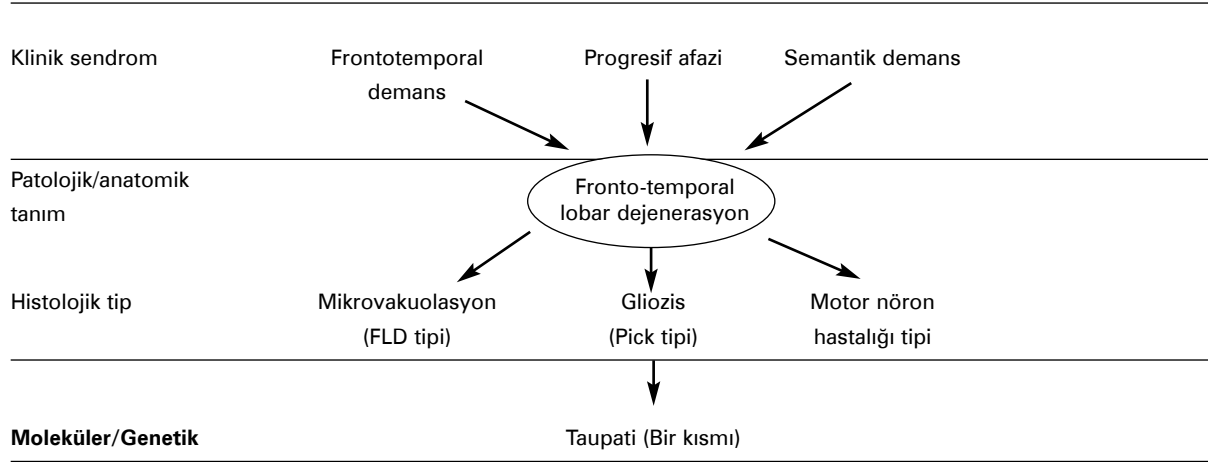 Klinik sendrom
Frontotemporal
demans
Progresif afazi
Semantik demans
Patolojik/anatomik
tanım
Fronto-temporal
lobar dejenerasyon
Histolojik tip
Mikrovakuolasyon
(FLD tipi)
Gliozis
(Pick tipi)
Motor nöron
hastalığı tipi
Moleküler/Genetik
Taupati (Bir kısmı)